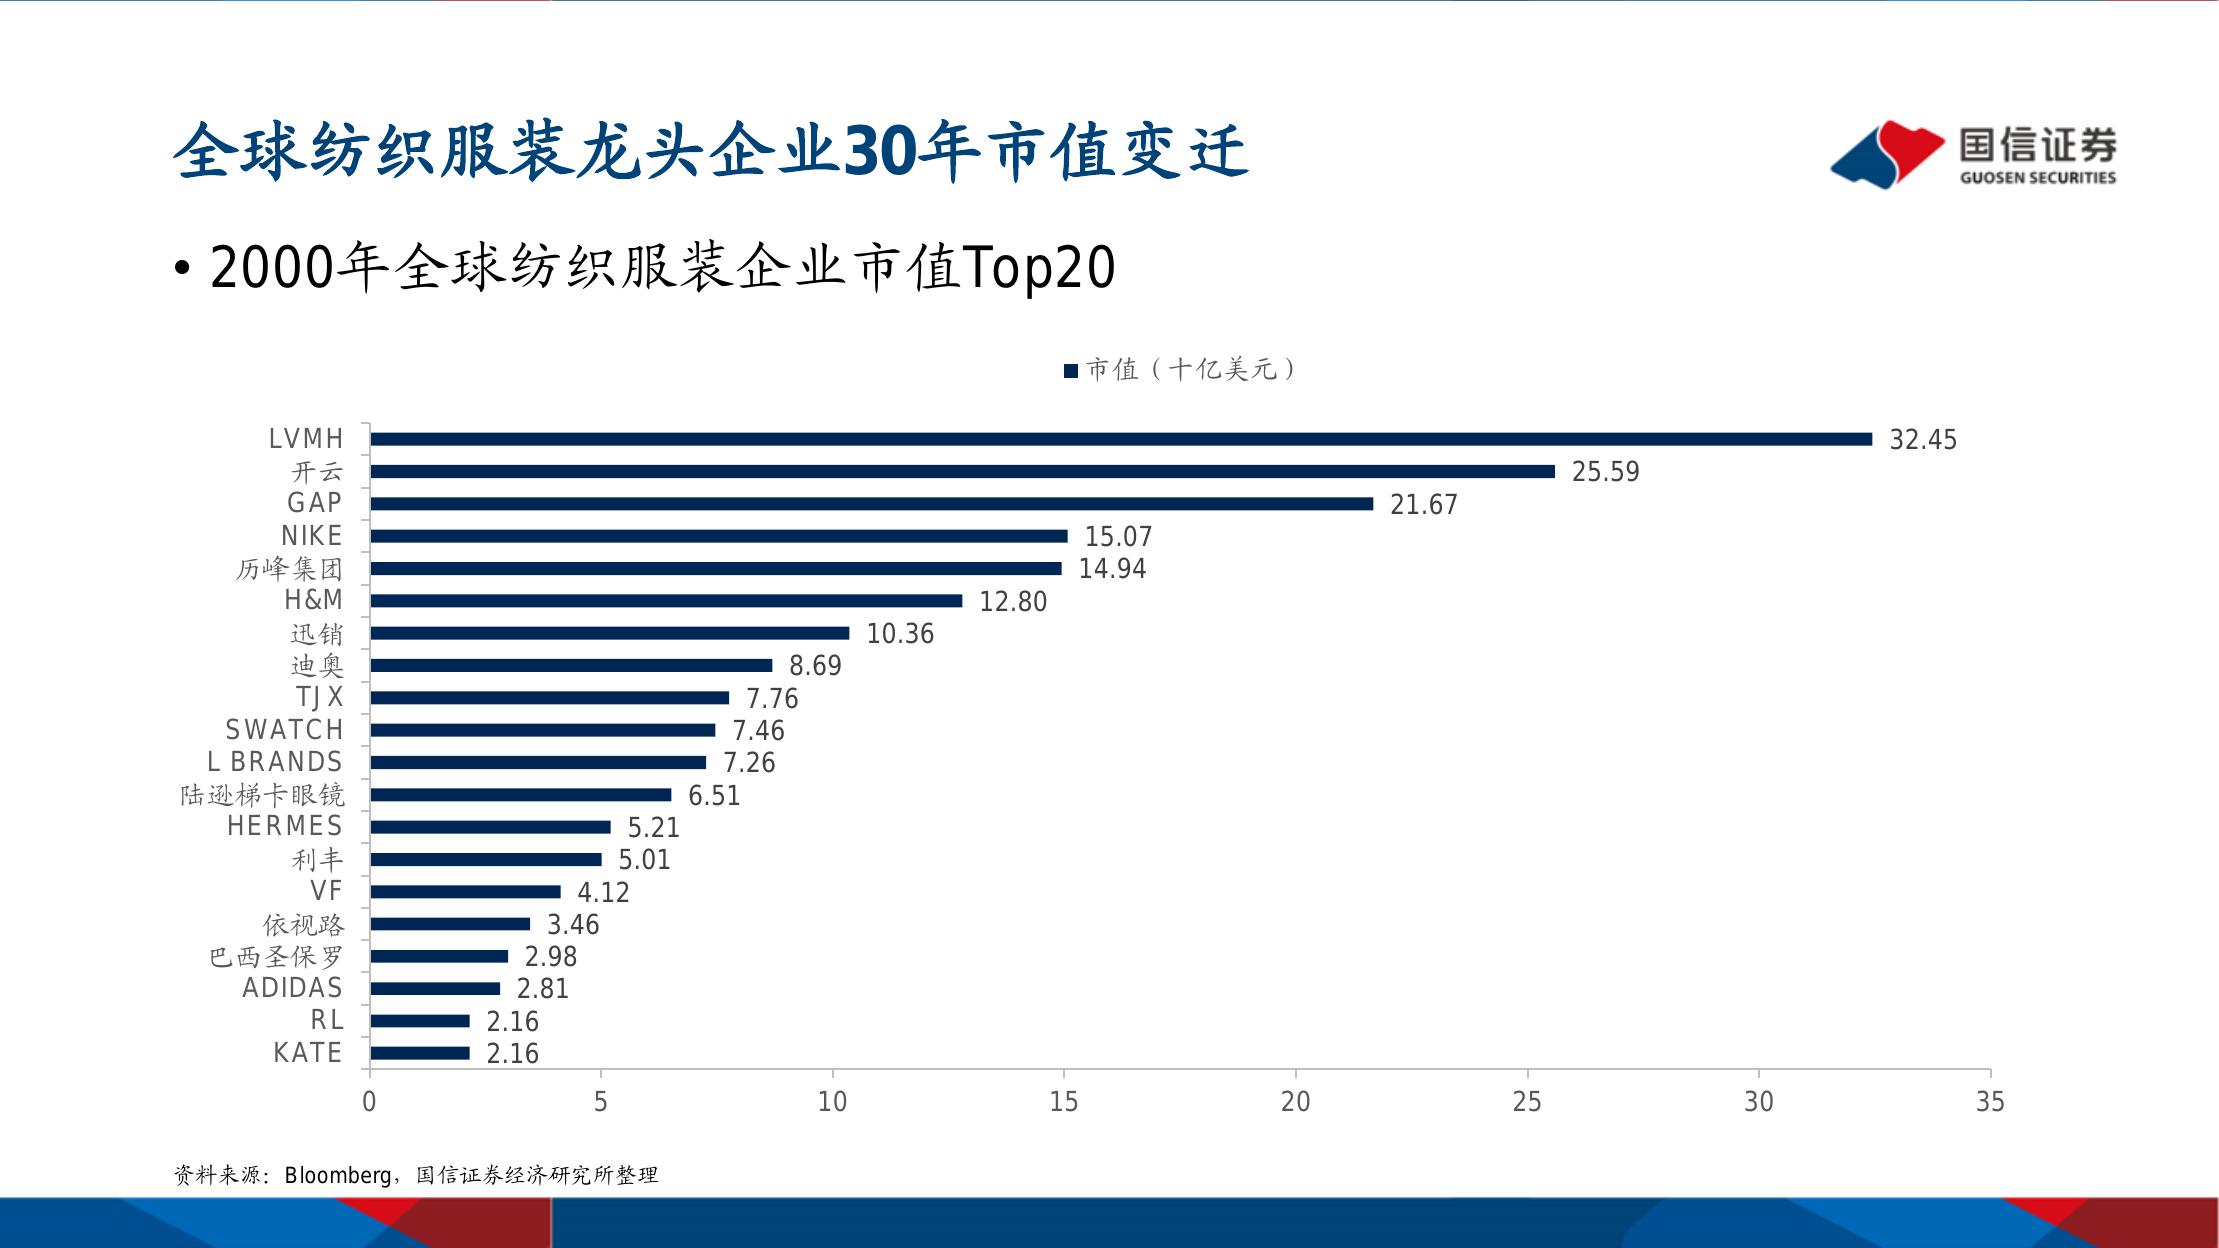 全球纺织服装龙头企业30年市值变迁
国信证券
GUOSEN SECURITIES
• 2000年全球纺织服装企业市值Top20
市值（十亿美元）
LVMH 32.45
开云 25.59
GAP 21.67
NIKE 15.07
历峰集团 14.94
H&M 12.80
迅销 10.36
迪奥 8.69
TJX 7.76
SWATCH 7.46
L BRANDS 7.26
陆逊梯卡眼镜 6.51
HERMES 5.21
利丰 5.01
VF 4.12
依视路 3.46
巴西圣保罗 2.98
ADIDAS 2.81
RL 2.16
KATE 2.16
0 5 10 15 20 25 30 35
资料来源：Bloomberg，国信证券经济研究所整理